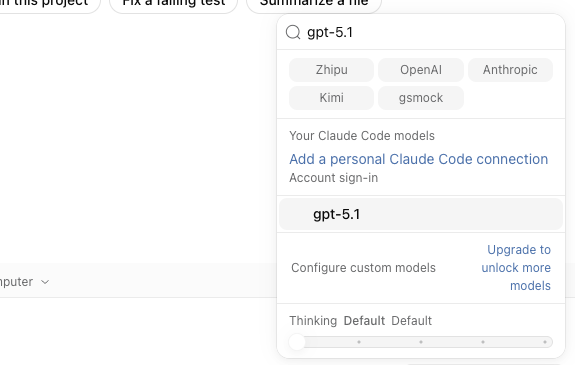 n this project Fix a failing test Summarize a file
gpt-5.1
Zhipu OpenAI Anthropic
Kimi gsmock
Your Claude Code models
Add a personal Claude Code connection
Account sign-in
gpt-5.1
Configure custom models
Upgrade to
unlock more
models
mputer
Thinking Default Default